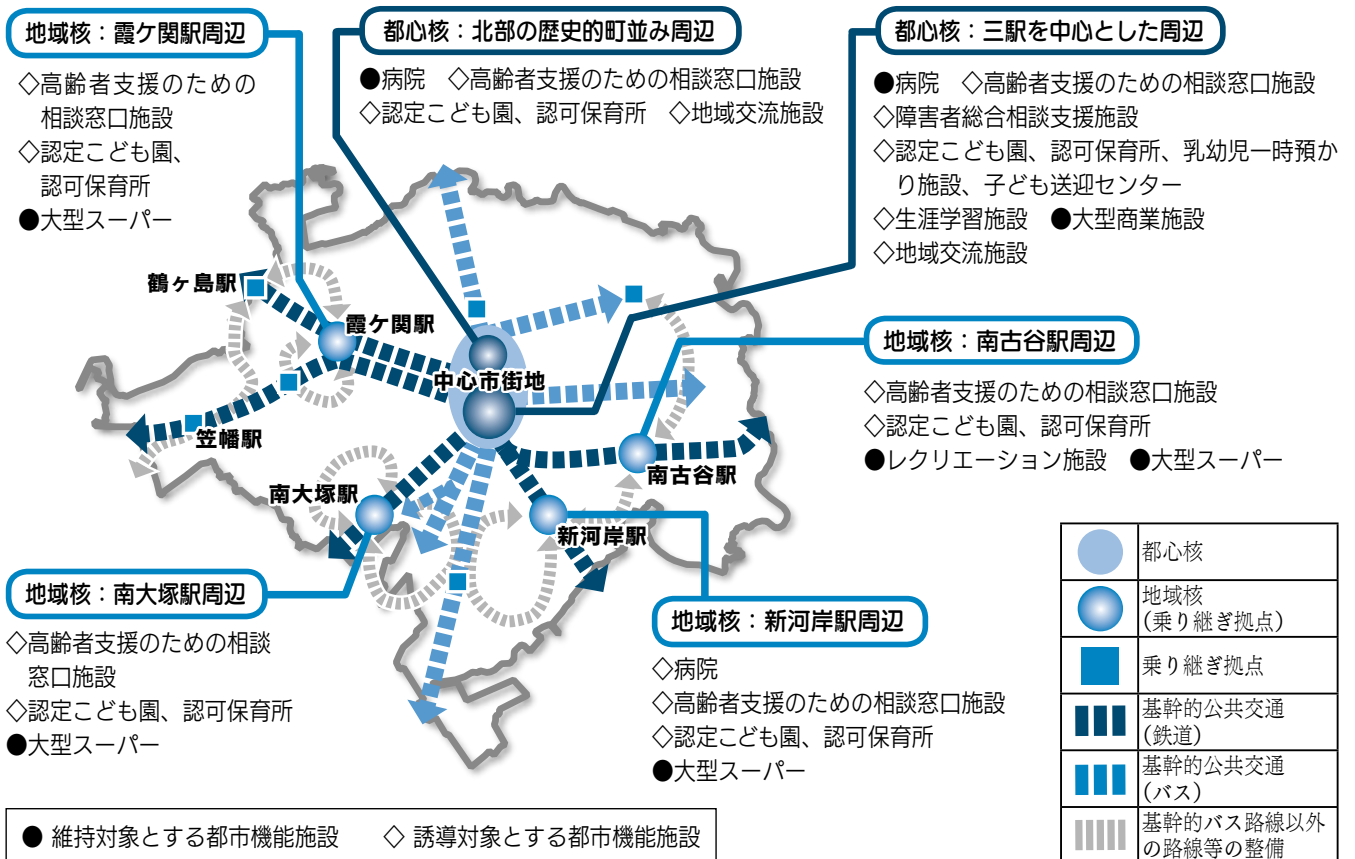 地域核：霞ケ関駅周辺
◇高齢者支援のための
相談窓口施設
◇認定こども園、
認可保育所
●大型スーパー
都心核：北部の歴史的町並み周辺
●病院　◇高齢者支援のための相談窓口施設
◇認定こども園、認可保育所　◇地域交流施設
都心核：三駅を中心とした周辺
●病院　◇高齢者支援のための相談窓口施設
◇障害者総合相談支援施設
◇認定こども園、認可保育所、乳幼児一時預か
り施設、子ども送迎センター
◇生涯学習施設　●大型商業施設
◇地域交流施設
鶴ヶ島駅
霞ケ関駅
中心市街地
笠幡駅
南大塚駅
南古谷駅
新河岸駅
地域核：南古谷駅周辺
◇高齢者支援のための相談窓口施設
◇認定こども園、認可保育所
●レクリエーション施設　●大型スーパー
地域核：南大塚駅周辺
◇高齢者支援のための相談
窓口施設
◇認定こども園、認可保育所
●大型スーパー
地域核：新河岸駅周辺
◇病院
◇高齢者支援のための相談窓口施設
◇認定こども園、認可保育所
●大型スーパー
都心核
地域核
(乗り継ぎ拠点)
乗り継ぎ拠点
基幹的公共交通
(鉄道)
基幹的公共交通
(バス)
基幹的バス路線以外
の路線等の整備
● 維持対象とする都市機能施設　◇ 誘導対象とする都市機能施設